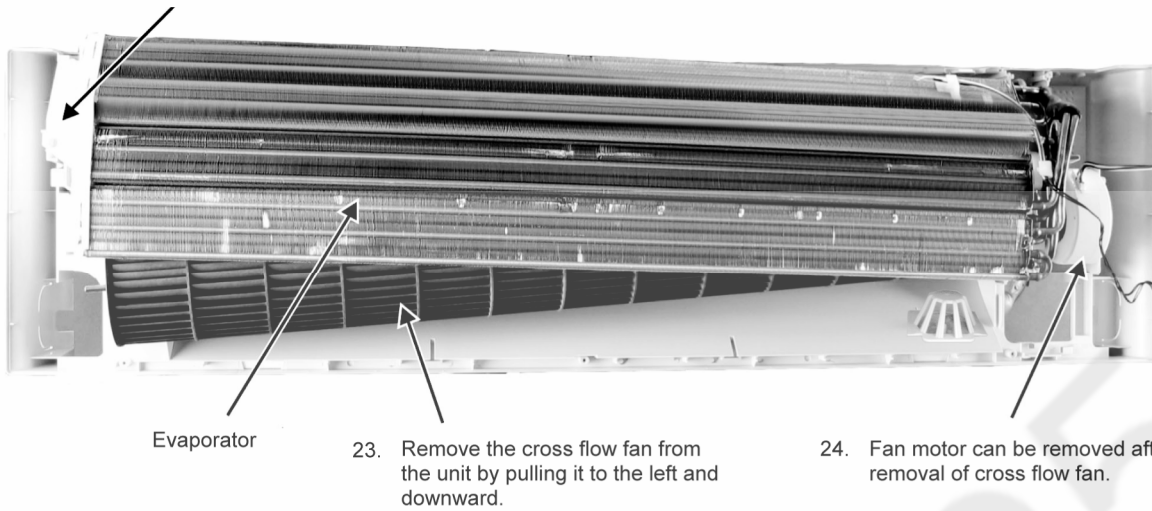 Evaporator
23. Remove the cross flow fan from
the unit by pulling it to the left and
downward.
24. Fan motor can be removed aft
removal of cross flow fan.